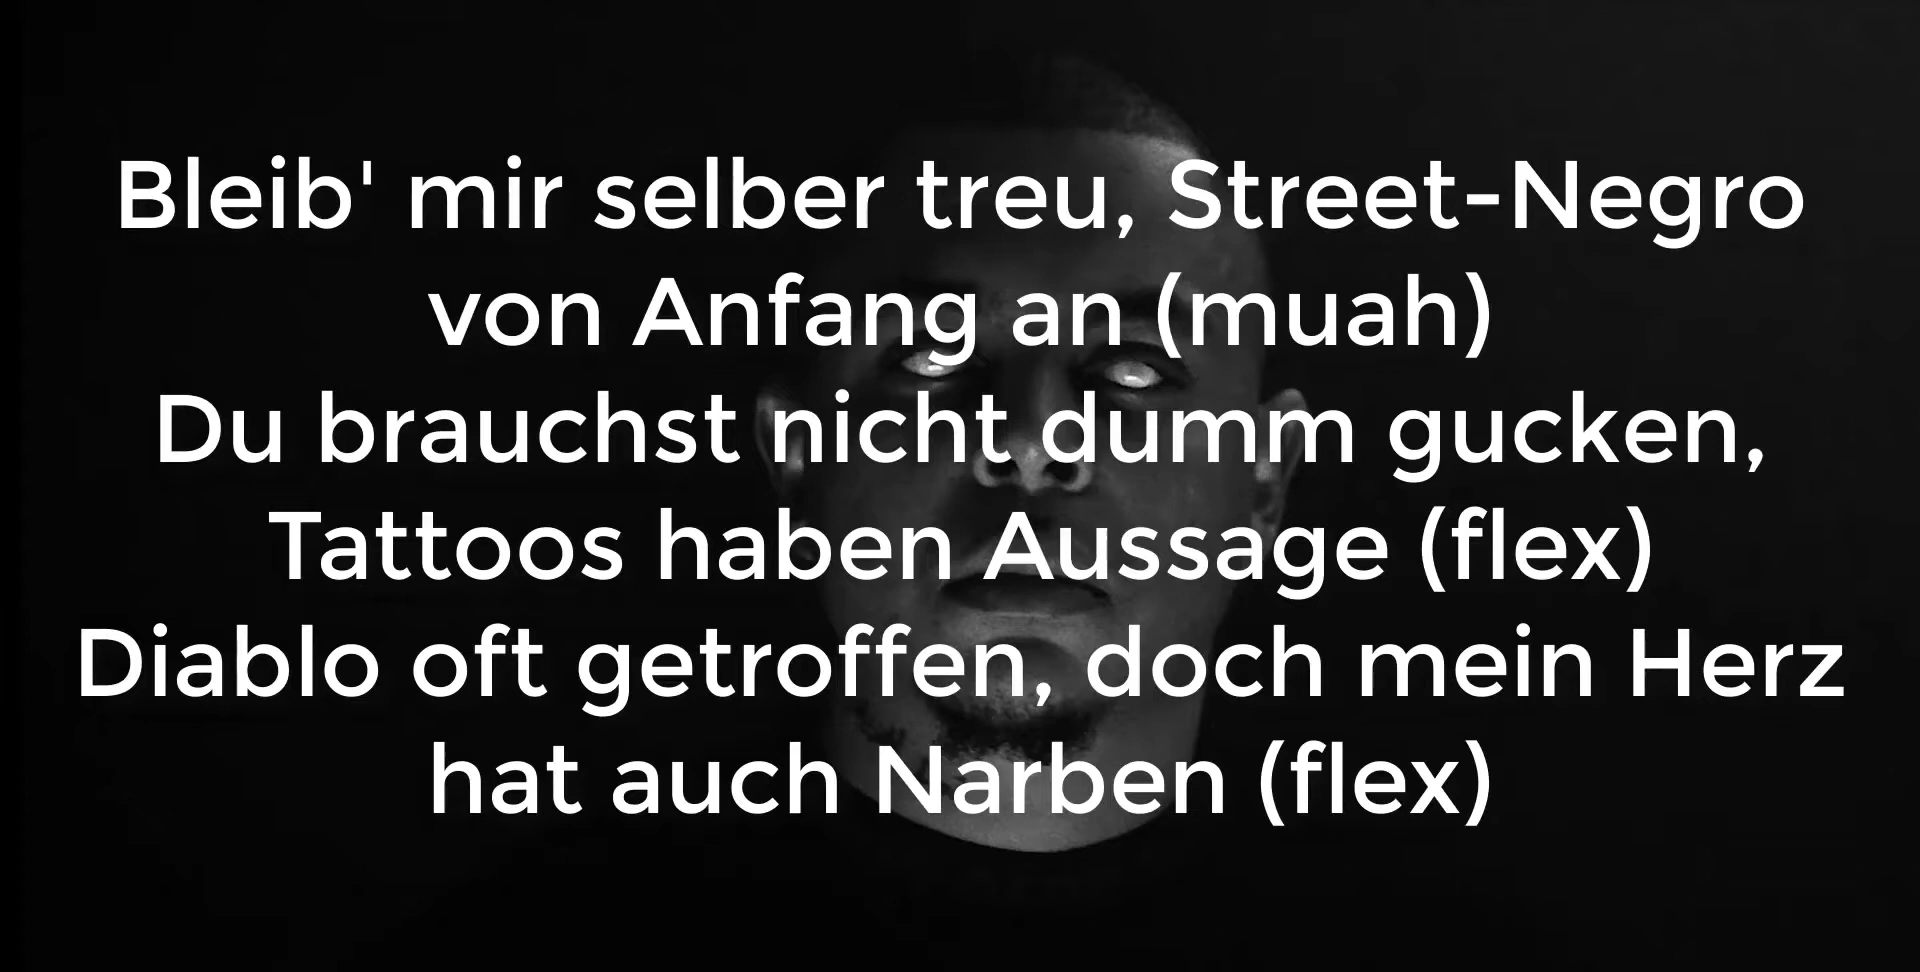 Bleib' mir selber treu, Street-Negro
von Anfang an (muah)
Du brauchst nicht dumm gucken,
Tattoos haben Aussage (flex)
Diablo oft getroffen, doch mein Herz
hat auch Narben (flex)